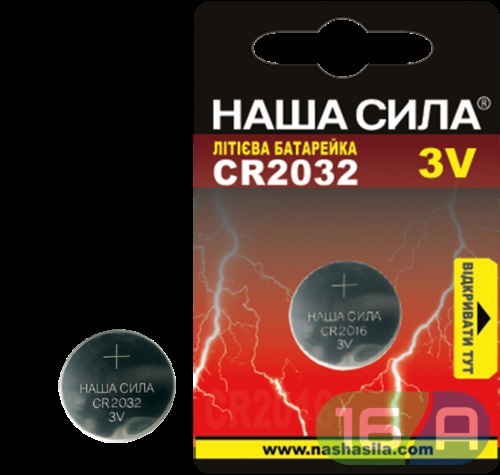 НАША СИЛА®
ЛІТІЄВА БАТАРЕЙКА
CR2032 3V
ВІДКРИВАТИ ТУТ
НАША СИЛА
CR2016
3V
НАША СИЛА
CR2032
3V
CR2016
16 A
www.nashasila.com